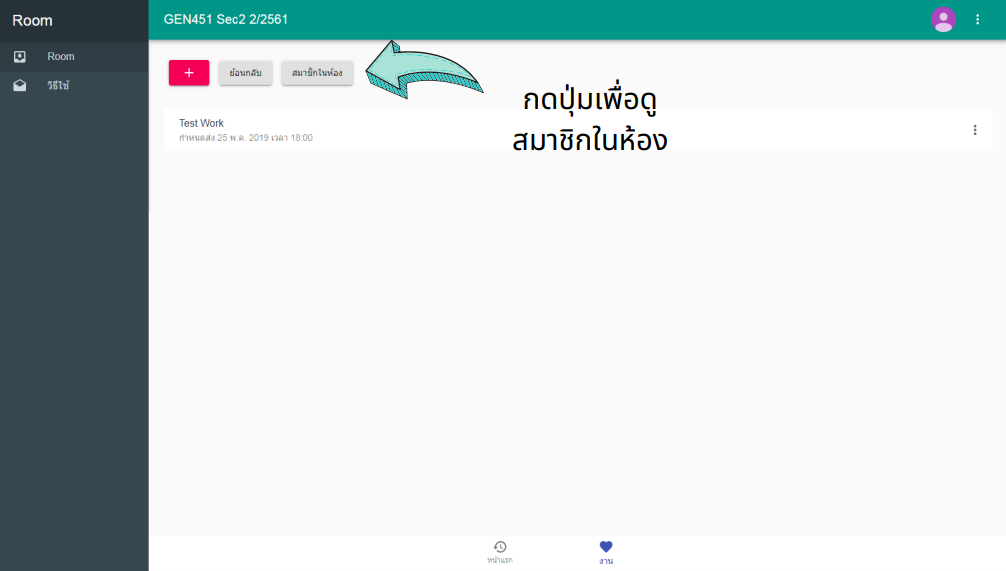 Room
GEN451 Sec2 2/2561
Room
วิธีใช้
+
ย้อนกลับ
สมาชิกในห้อง
กดปุ่มเพื่อดู
สมาชิกในห้อง
Test Work
กำหนดส่ง 25 พ.ค. 2019 เวลา 18:00
หน้าแรก
งาน